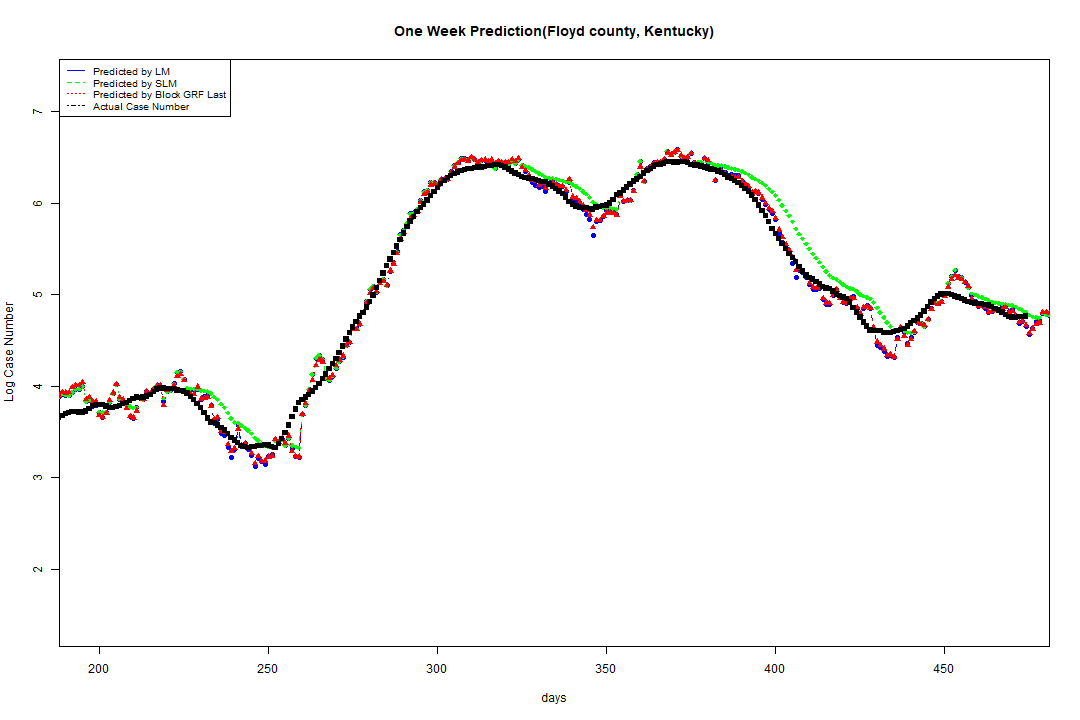 One Week Prediction(Floyd county, Kentucky)
Predicted by LM
Predicted by SLM
Predicted by Block GRF Last
Actual Case Number
Log Case Number
7
6
5
4
3
2
200 250 300 350 400 450
days